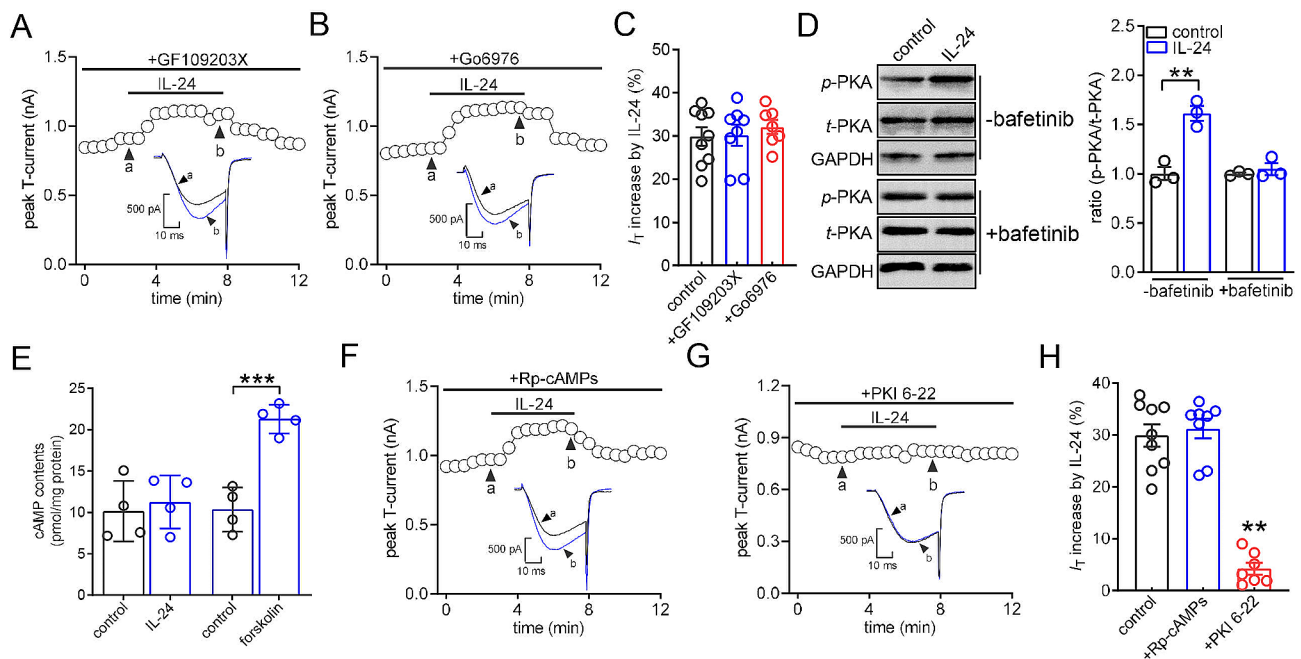 A
+GF109203X
IL-24
peak T-current (nA)
1.5
1.0
0.5
0.0
a
b
a
b
500 pA
10 ms
0 4 8 12
time (min)
B
+Go6976
IL-24
peak T-current (nA)
1.5
1.0
0.5
0.0
a
b
a
b
500 pA
10 ms
0 4 8 12
time (min)
C
IT increase by IL-24 (%)
50
40
30
20
10
0
control
+GF109203X
+Go6976
D
control
IL-24
p-PKA
t-PKA
GAPDH
-bafetinib
p-PKA
t-PKA
GAPDH
+bafetinib
control
IL-24
ratio (p-PKA/t-PKA)
2.5
2.0
1.5
1.0
0.5
0.0
**
-bafetinib +bafetinib
E
cAMP contents
(pmol/mg protein)
25
20
15
10
5
0
***
control
IL-24
control
forskolin
F
+Rp-cAMPs
IL-24
peak T-current (nA)
1.5
1.0
0.5
0.0
a
b
a
b
500 pA
10 ms
0 4 8 12
time (min)
G
+PKI 6-22
IL-24
peak T-current (nA)
1.2
0.9
0.6
0.3
0.0
a
b
a
b
500 pA
10 ms
0 4 8 12
time (min)
H
IT increase by IL-24 (%)
40
30
20
10
0
**
control
+Rp-cAMPs
+PKI 6-22